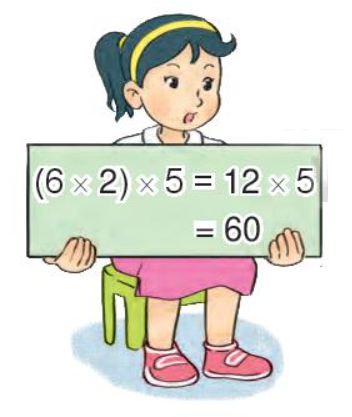 (6 × 2) × 5 = 12 × 5
= 60